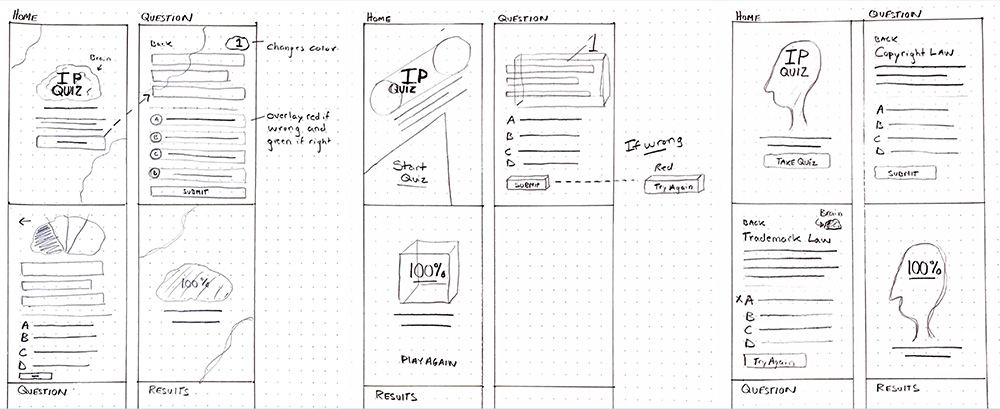 HOME
Brain
IP
QUIZ
QUESTION
BACK
1
changes color
overlay red if
wrong and
green if right
A
B
C
D
SUBMIT
A
B
C
D
QUESTION
100%
RESULTS
HOME
IP
QUIZ
Start
Quiz
QUESTION
1
A
B
C
D
SUBMIT
If wrong
Red
Try Again
100%
PLAY AGAIN
RESULTS
HOME
IP
QUIZ
TAKE QUIZ
QUESTION
BACK
Copyright LAW
A
B
C
D
SUBMIT
BACK
Brain
Trademark Law
X A
B
C
D
Try Again
QUESTION
100%
RESULTS